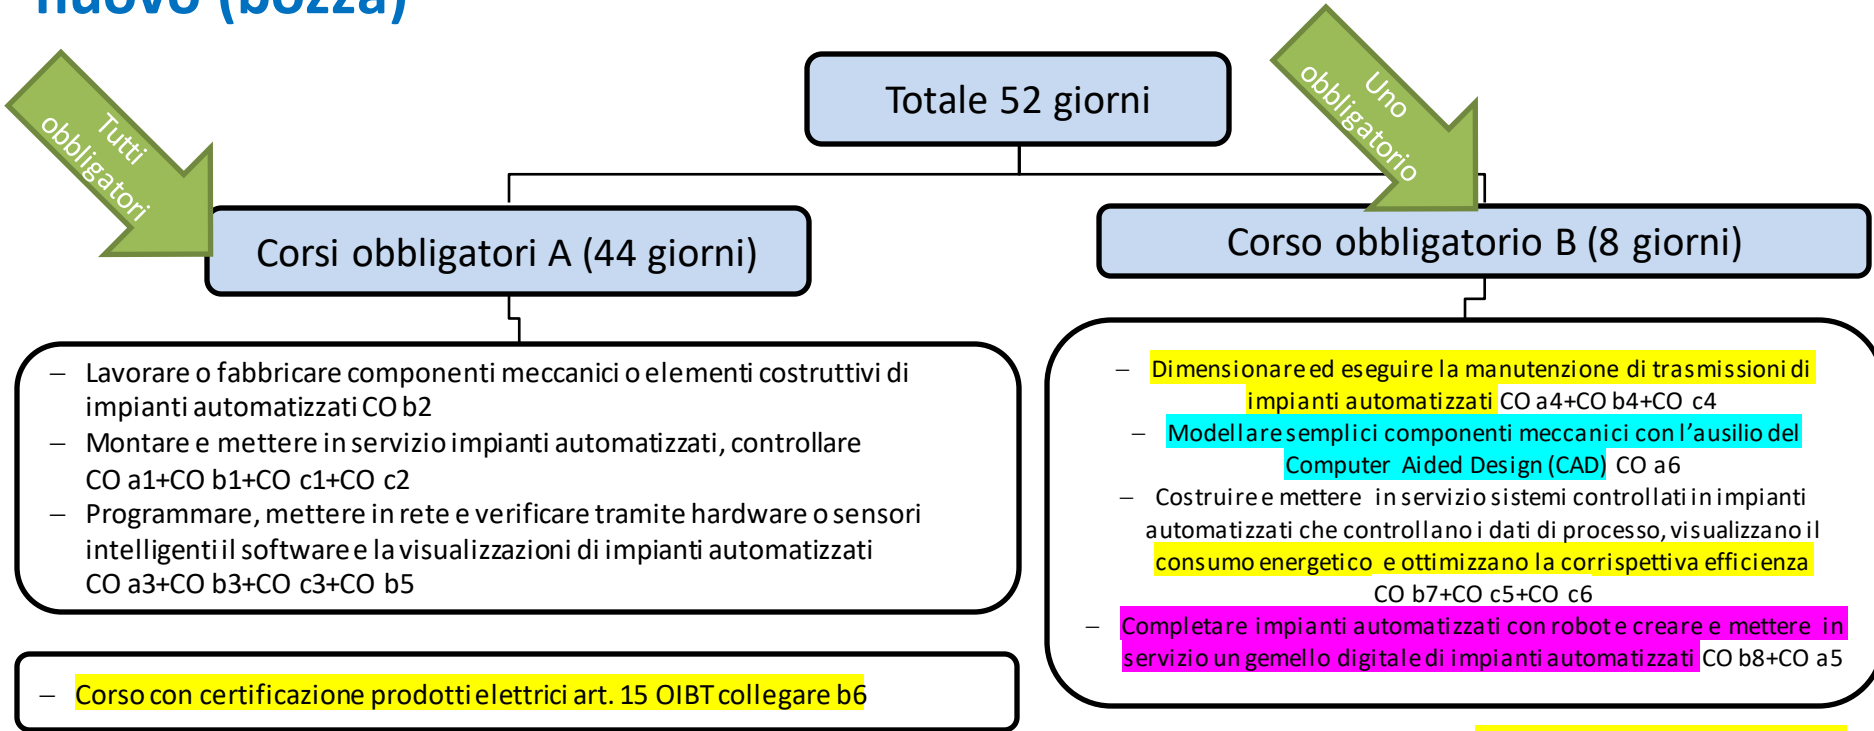 nuovo (bozza)
Totale 52 giorni
Tutti
obbligatori
Uno
obbligatorio
Corsi obbligatori A (44 giorni)
Corso obbligatorio B (8 giorni)
– Lavorare o fabbricare componenti meccanici o elementi costruttivi di
impianti automatizzati CO b2
– Montare e mettere in servizio impianti automatizzati, controllare
CO a1+CO b1+CO c1+CO c2
– Programmare, mettere in rete e verificare tramite hardware o sensori
intelligenti il software e la visualizzazioni di impianti automatizzati
CO a3+CO b3+CO c3+CO b5
– Corso con certificazione prodotti elettrici art. 15 OIBT collegare b6
– Dimensionare ed eseguire la manutenzione di trasmissioni di
impianti automatizzati CO a4+CO b4+CO c4
– Modellare semplici componenti meccanici con l'ausilio del
Computer Aided Design (CAD) CO a6
– Costruire e mettere in servizio sistemi controllati in impianti
automatizzati che controllano i dati di processo, visualizzano il
consumo energetico e ottimizzano la corrispettiva efficienza
CO b7+CO c5+CO c6
– Completare impianti automatizzati con robot e creare e mettere in
servizio un gemello digitale di impianti automatizzati CO b8+CO a5